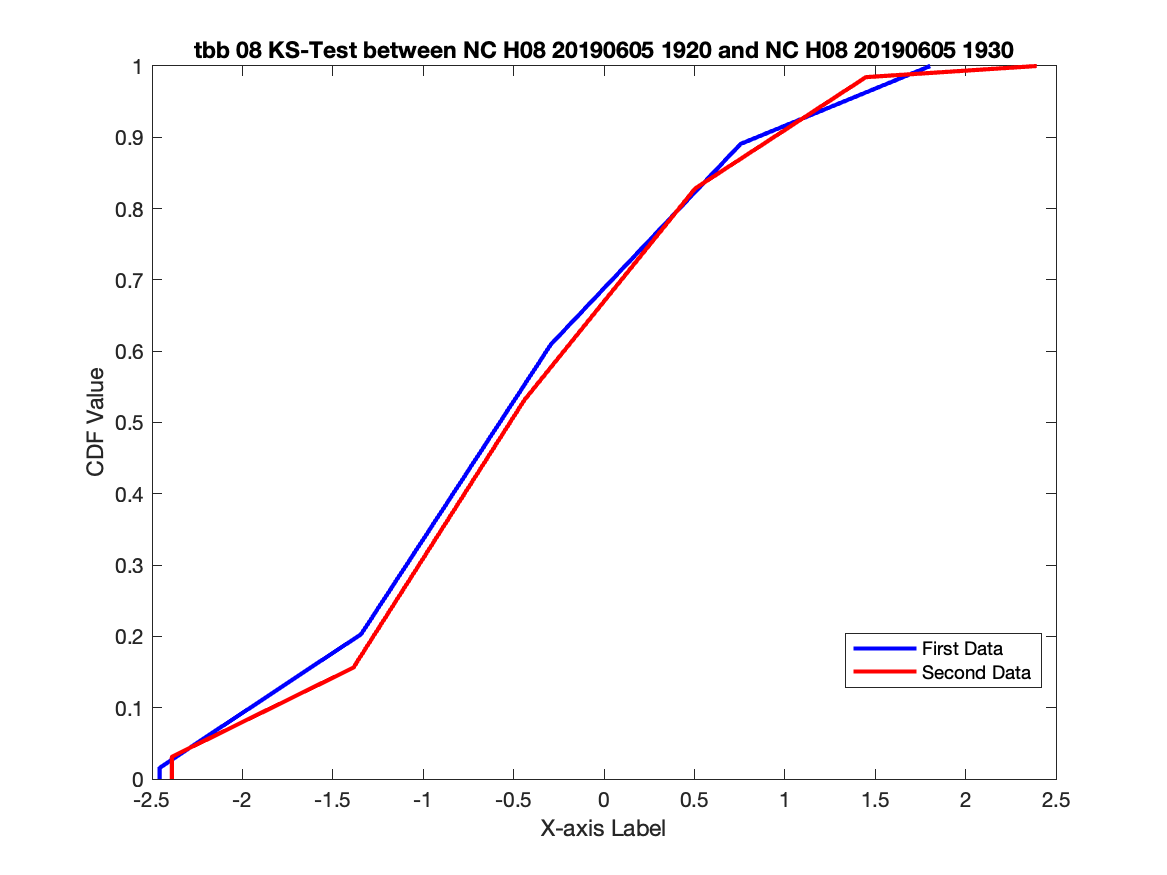 tbb 08 KS-Test between NC H08 20190605 1920 and NC H08 20190605 1930
1
0.9
0.8
0.7
0.6
0.5
0.4
0.3
0.2
0.1
0
CDF Value
First Data
Second Data
-2.5 -2 -1.5 -1 -0.5 0 0.5 1 1.5 2 2.5
X-axis Label